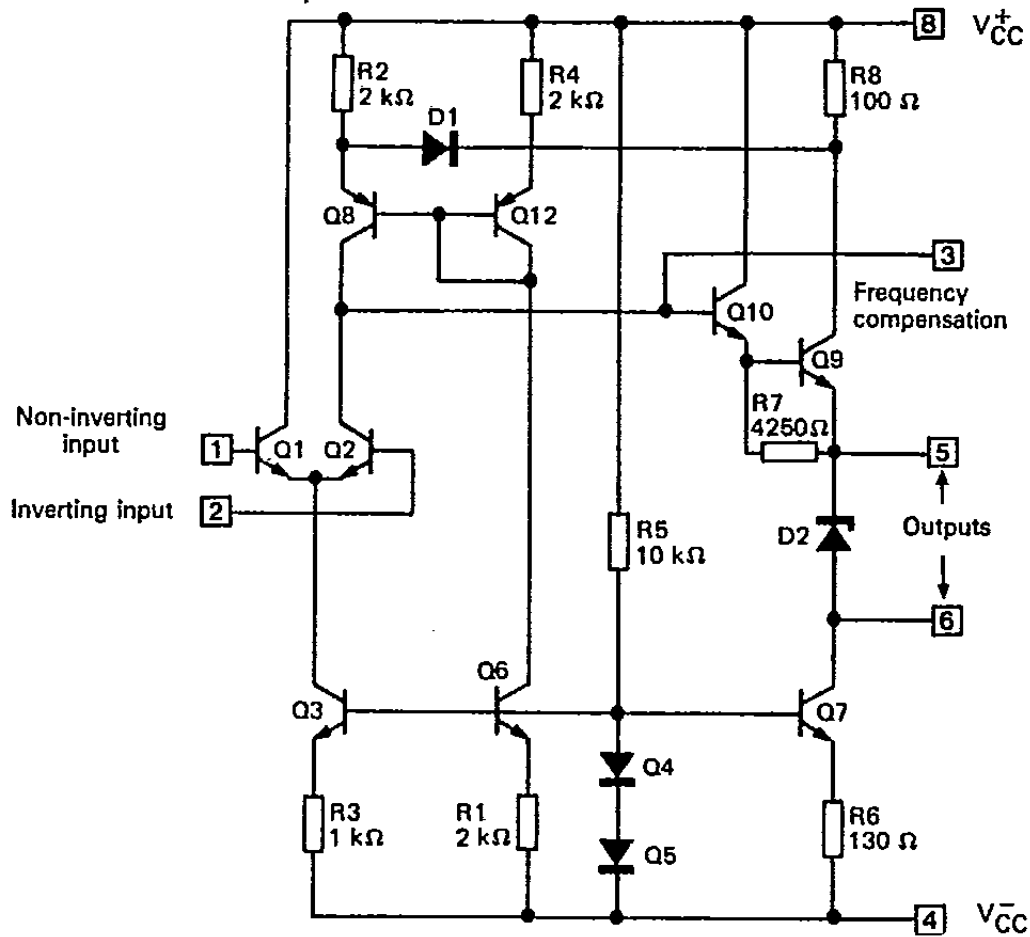 8 V⁺CC
R2
2 kΩ
R4
2 kΩ
R8
100 Ω
D1
Q8
Q12
3
Q10
Frequency
compensation
Q9
R7
4250Ω
Non-inverting
input
1
Q1
Q2
5
Inverting input
2
R5
10 kΩ
D2
Outputs
6
Q6
Q3
Q7
Q4
R3
1 kΩ
R1
2 kΩ
Q5
R6
130 Ω
4 V⁻CC